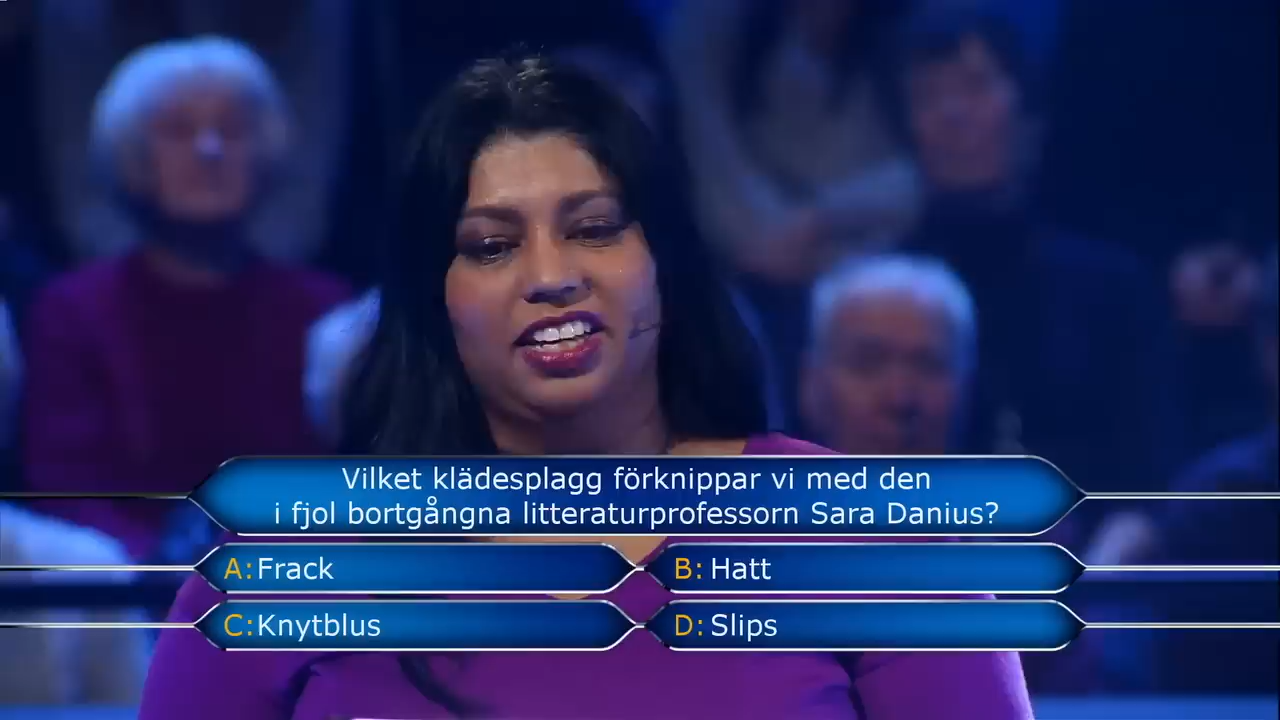 Vilket klädesplagg förknippar vi med den
i fjol bortgångna litteraturprofessorn Sara Danius?
A: Frack
B: Hatt
C: Knytblus
D: Slips